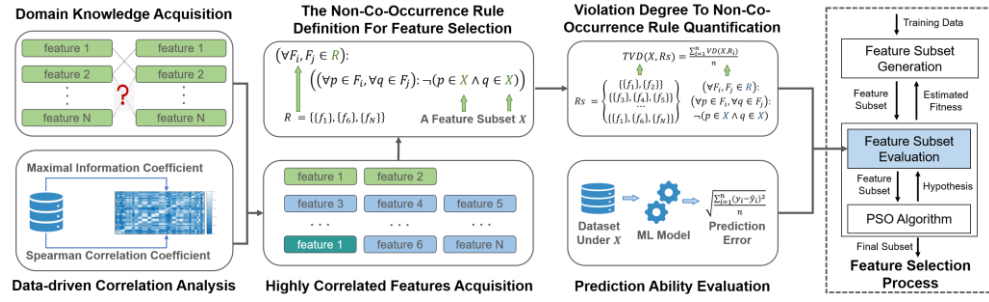 Domain Knowledge Acquisition
feature 1
feature 1
feature 2
feature 2
?
feature N
feature N
Maximal Information Coefficient
Spearman Correlation Coefficient
Data-driven Correlation Analysis
The Non-Co-Occurrence Rule
Definition For Feature Selection
(∀F_i, F_j ∈ R):
((∀p ∈ F_i, ∀q ∈ F_j): ¬(p ∈ X ∧ q ∈ X))
R = {{f_1}, {f_6}, {f_N}}
A Feature Subset X
feature 1
feature 2
feature 3
feature 4
feature 5
...
...
...
feature 1
feature 6
feature N
Highly Correlated Features Acquisition
Violation Degree To Non-Co-
Occurrence Rule Quantification
TVD(X, Rs) = \frac{\sum_{i=1}^{n} VD(X,R_i)}{n}
Rs = { {{f_1}, {f_2}}
{{f_3}, {f_4}, {f_5}}
...
{{f_1}, {f_6}, {f_N}} }
(∀F_i, F_j ∈ R):
(∀p ∈ F_i, ∀q ∈ F_j):
¬(p ∈ X ∧ q ∈ X)
\sqrt{\frac{\sum_{i=1}^{n}(y_i-ŷ_i)^2}{n}}
Dataset
Under X
ML Model
Prediction
Error
Prediction Ability Evaluation
Training Data
Feature Subset
Generation
Feature
Subset
Estimated
Fitness
Feature Subset
Evaluation
Feature
Subset
Hypothesis
PSO Algorithm
Final Subset
Feature Selection
Process